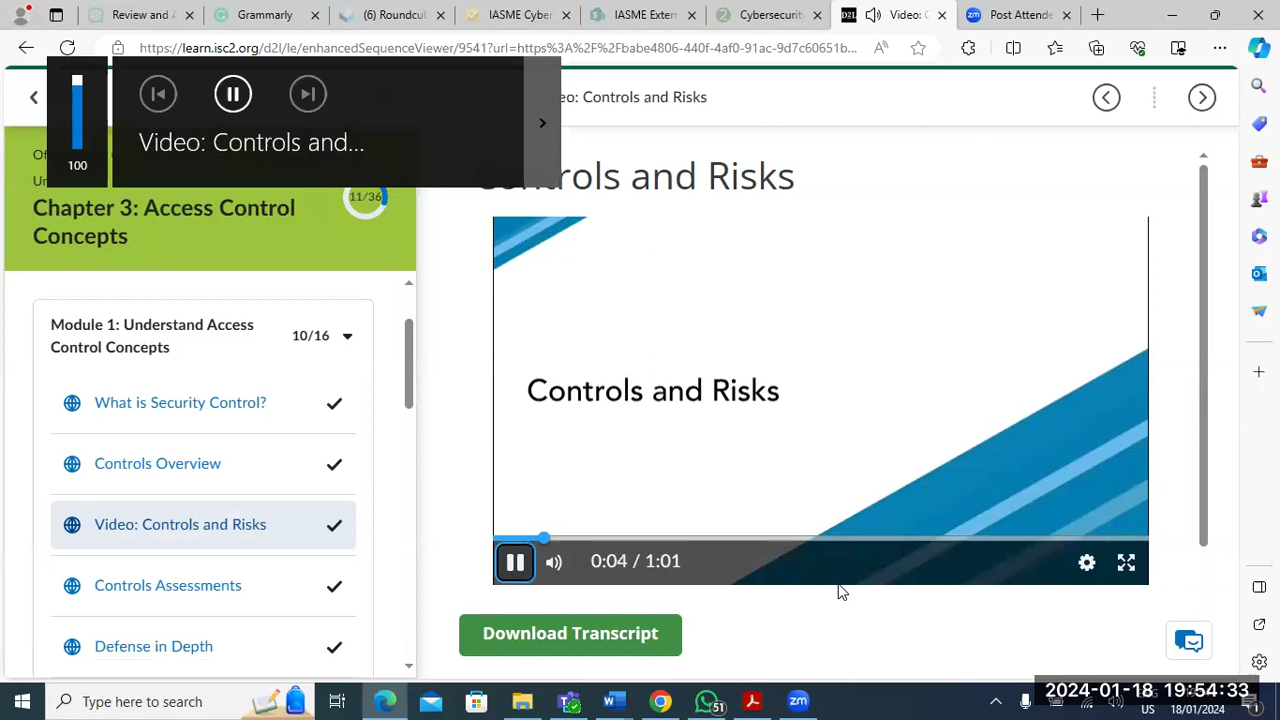 Review and A
Grammarly
(6) Roundcu
IASME Cyber
IASME Exter
Cybersecurity
Video: C
Post Attende
https://learn.isc2.org/d2l/le/enhancedSequenceViewer/9541?url=https%3A%2F%2Fbabe4806-440f-4af0-91ac-9d7c60651b...
Video: Controls and...
100
eo: Controls and Risks
Chapter 3: Access Control
Concepts
11/36
Controls and Risks
Module 1: Understand Access
Control Concepts
10/16
What is Security Control?
Controls Overview
Video: Controls and Risks
Controls Assessments
Defense in Depth
Controls and Risks
0:04 / 1:01
Download Transcript
Type here to search
51
2024-01-18 19:54:33
US
18/01/2024